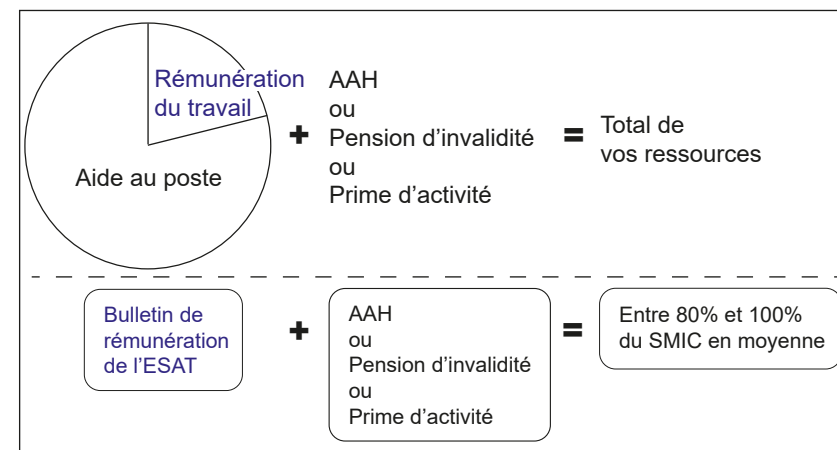 Rémunération
du travail
Aide au poste
+
AAH
ou
Pension d’invalidité
ou
Prime d’activité
=
Total de
vos ressources
Bulletin de
rémunération
de l’ESAT
+
AAH
ou
Pension d’invalidité
ou
Prime d’activité
=
Entre 80% et 100%
du SMIC en moyenne